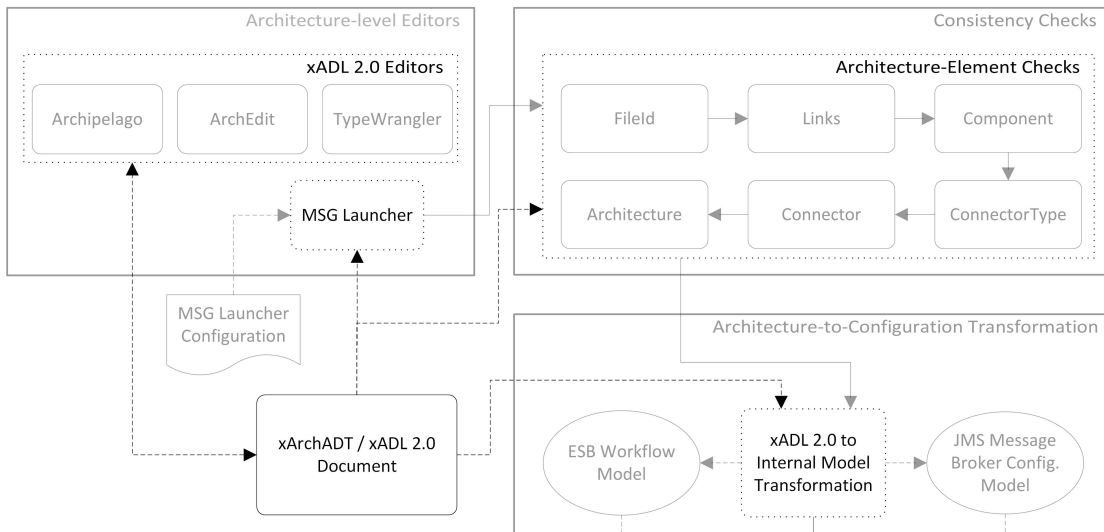 Architecture-level Editors
xADL 2.0 Editors
Archipelago
ArchEdit
TypeWrangler
MSG Launcher
MSG Launcher
Configuration
xArchADT / xADL 2.0
Document
Consistency Checks
Architecture-Element Checks
FileId
Links
Component
Architecture
Connector
ConnectorType
Architecture-to-Configuration Transformation
ESB Workflow
Model
xADL 2.0 to
Internal Model
Transformation
JMS Message
Broker Config.
Model